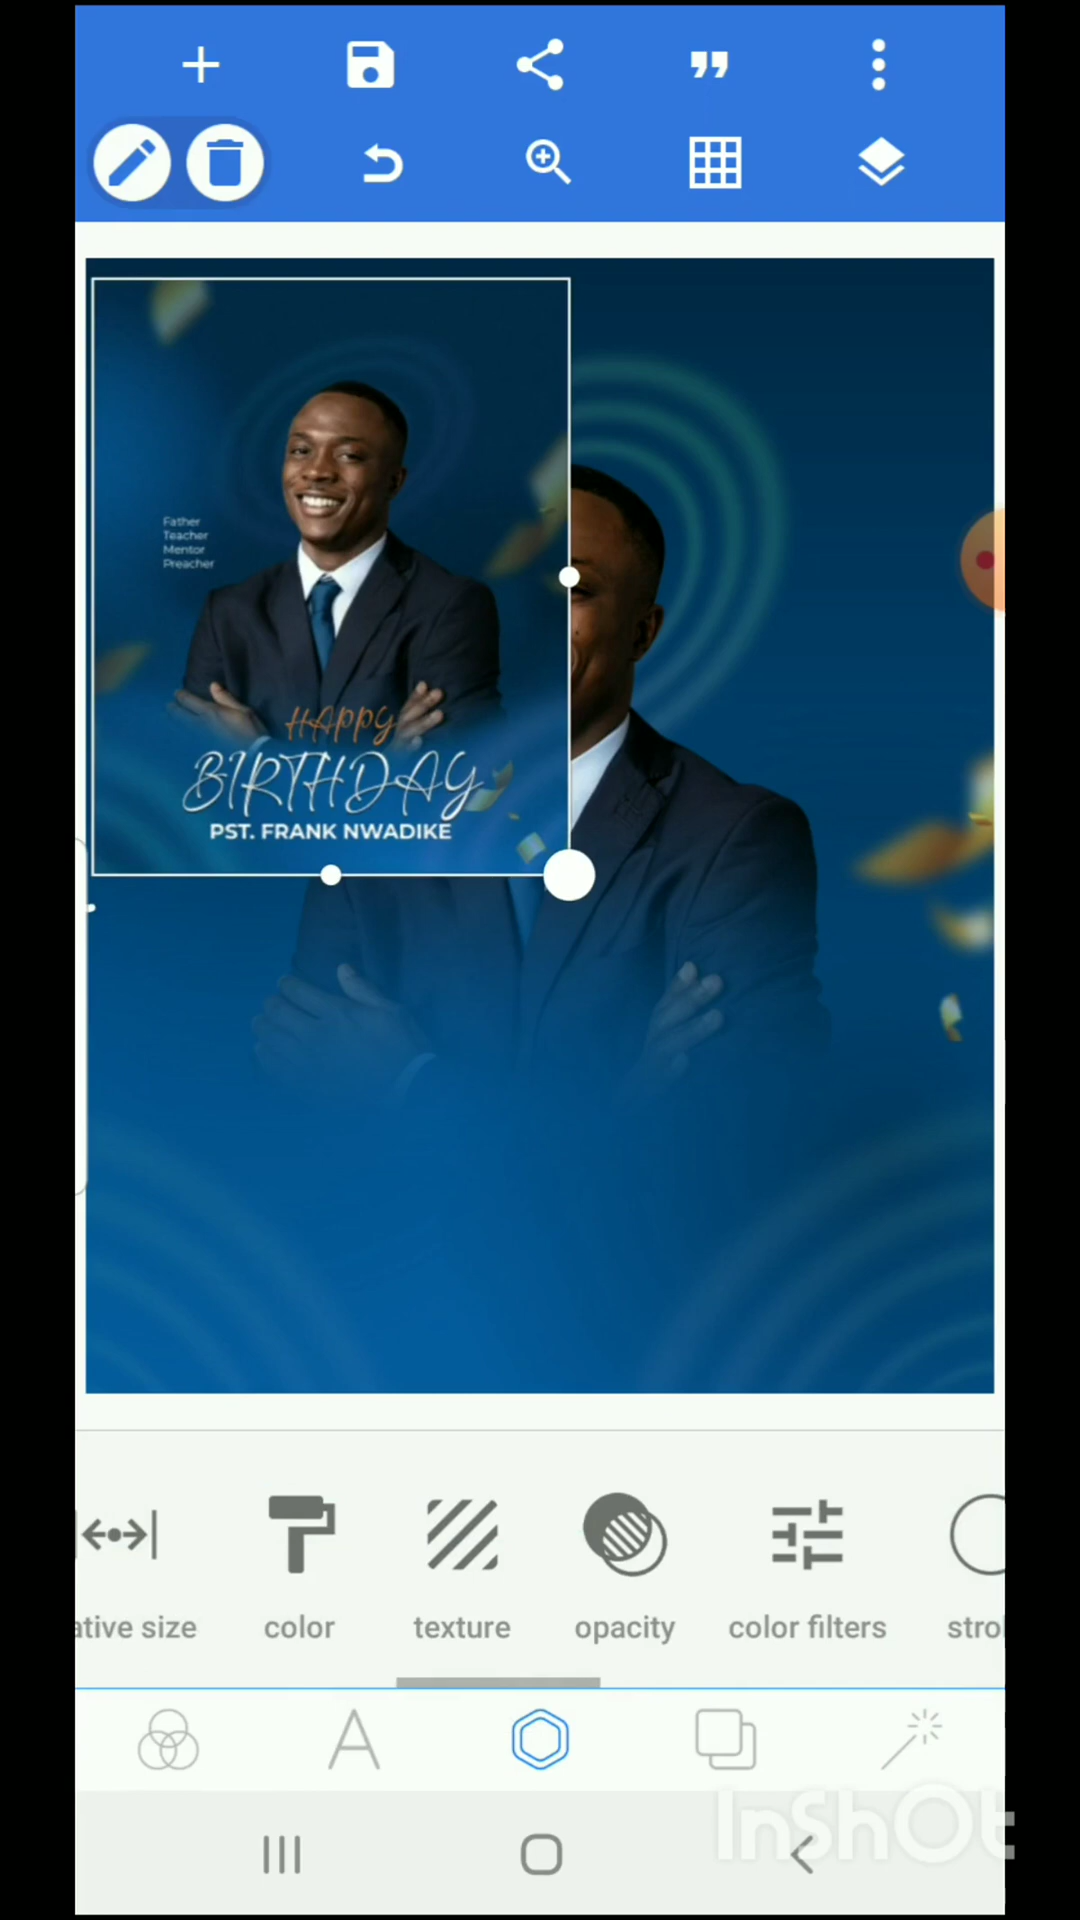 Father
Teacher
Mentor
Preacher
HAPPY
BIRTHDAY
PST. FRANK NWADIKE
ative size
color
texture
opacity
color filters
stro
InShOt